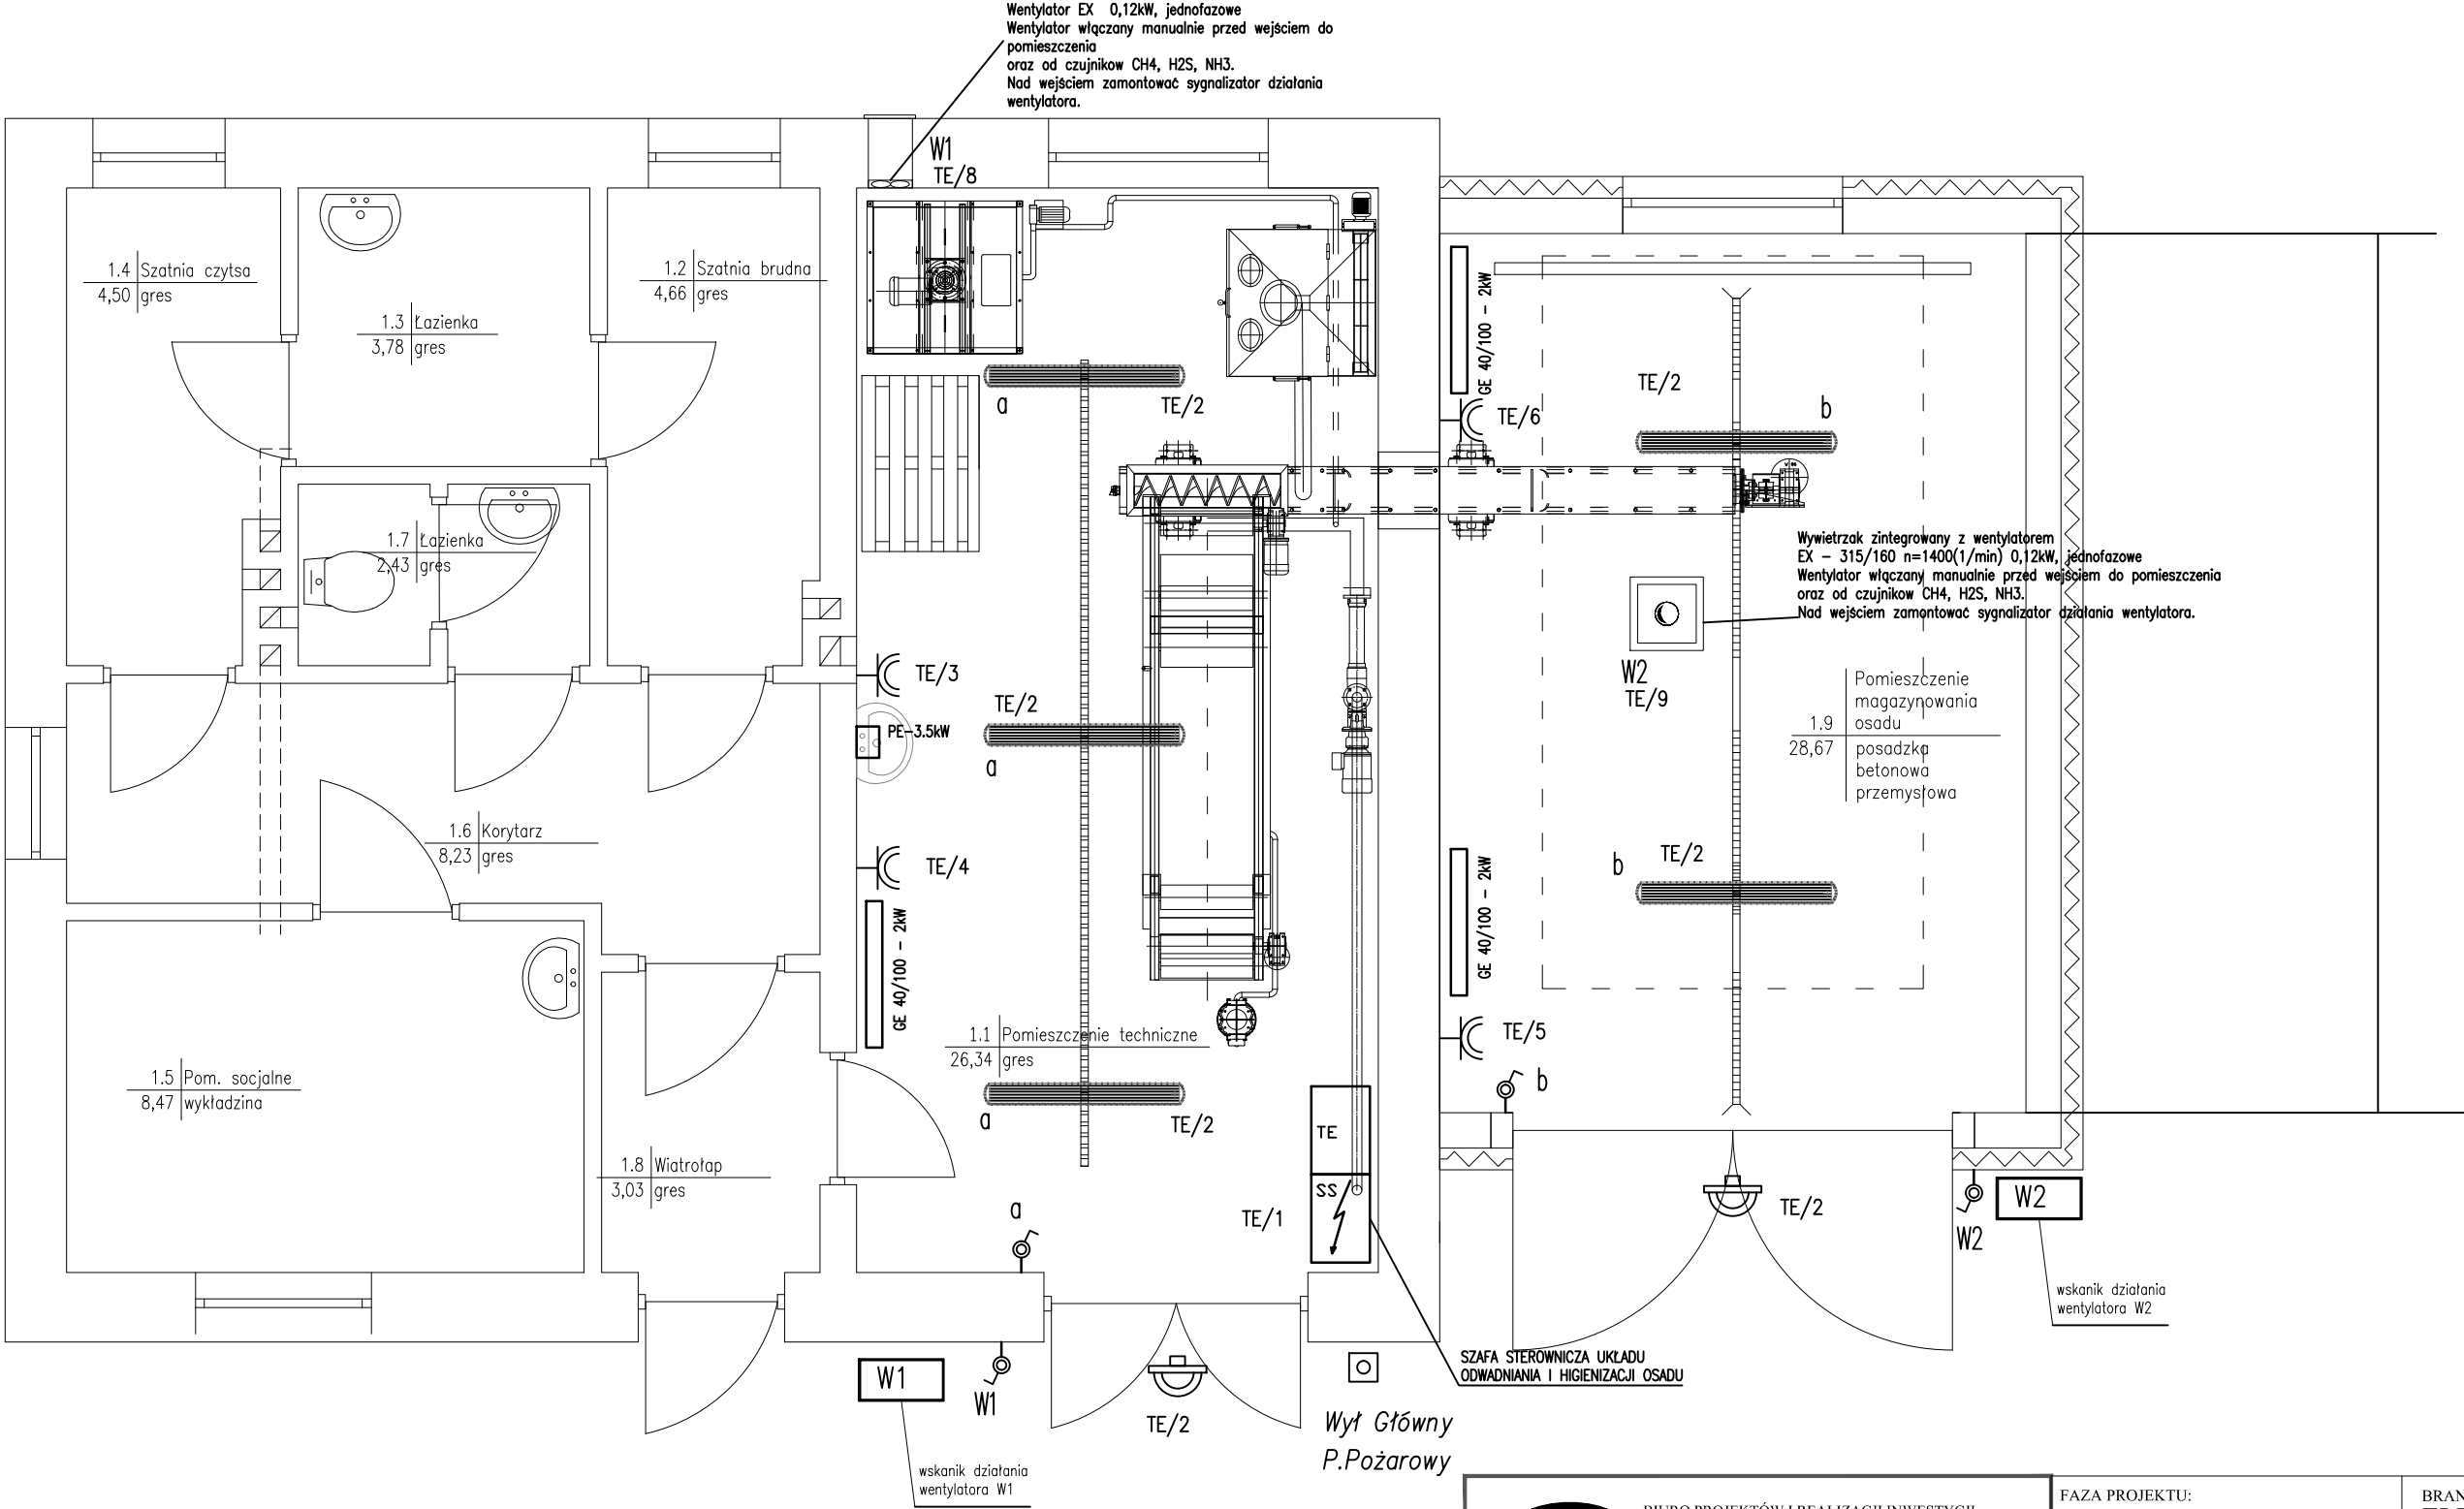 Wentylator EX 0,12kW, jednofazowe
Wentylator włączany manualnie przed wejściem do
pomieszczenia
oraz od czujnikow CH4, H2S, NH3.
Nad wejściem zamontować sygnalizator działania
wentylatora.
W1
TE/8
1.4 Szatnia czytsa
4,50 gres
1.3 Łazienka
3,78 gres
1.2 Szatnia brudna
4,66 gres
GE 40/100 - 2kW
a
TE/2
TE/6
TE/2
b
1.7 Łazienka
2,43 gres
Wywietrzak zintegrowany z wentylatorem
EX - 315/160 n=1400(1/min) 0,12kW, jednofazowe
Wentylator włączany manualnie przed wejściem do pomieszczenia
oraz od czujnikow CH4, H2S, NH3.
Nad wejściem zamontować sygnalizator działania wentylatora.
W2
TE/9
TE/3
PE-3.5kW
TE/2
a
1.9 Pomieszczenie
magazynowania
osadu
28,67 posadzka
betonowa
przemysłowa
1.6 Korytarz
8,23 gres
TE/4
GE 40/100 - 2kW
GE 40/100 - 2kW
b
TE/2
1.1 Pomieszczenie techniczne
26,34 gres
TE/5
b
1.5 Pom. socjalne
8,47 wykładzina
a
TE/2
TE
SS
TE/1
1.8 Wiatrołap
3,03 gres
a
TE/2
W2
W2
wskanik działania
wentylatora W2
W1
W1
TE/2
wskanik działania
wentylatora W1
SZAFA STEROWNICZA UKŁADU
ODWADNIANIA I HIGIENIZACJI OSADU
Wył Główny
P.Pożarowy
BIURO PROJEKTÓW I REALIZACJI INWESTYCJI
FAZA PROJEKTU:
BRAN